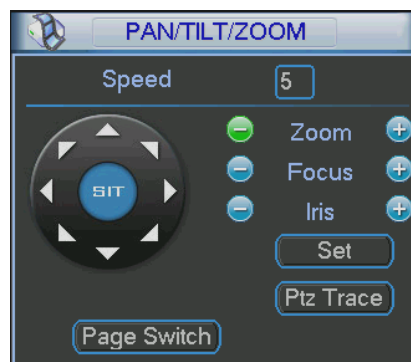 PAN/TILT/ZOOM
Speed 5
Zoom
Focus
SIT
Iris
Set
Ptz Trace
Page Switch